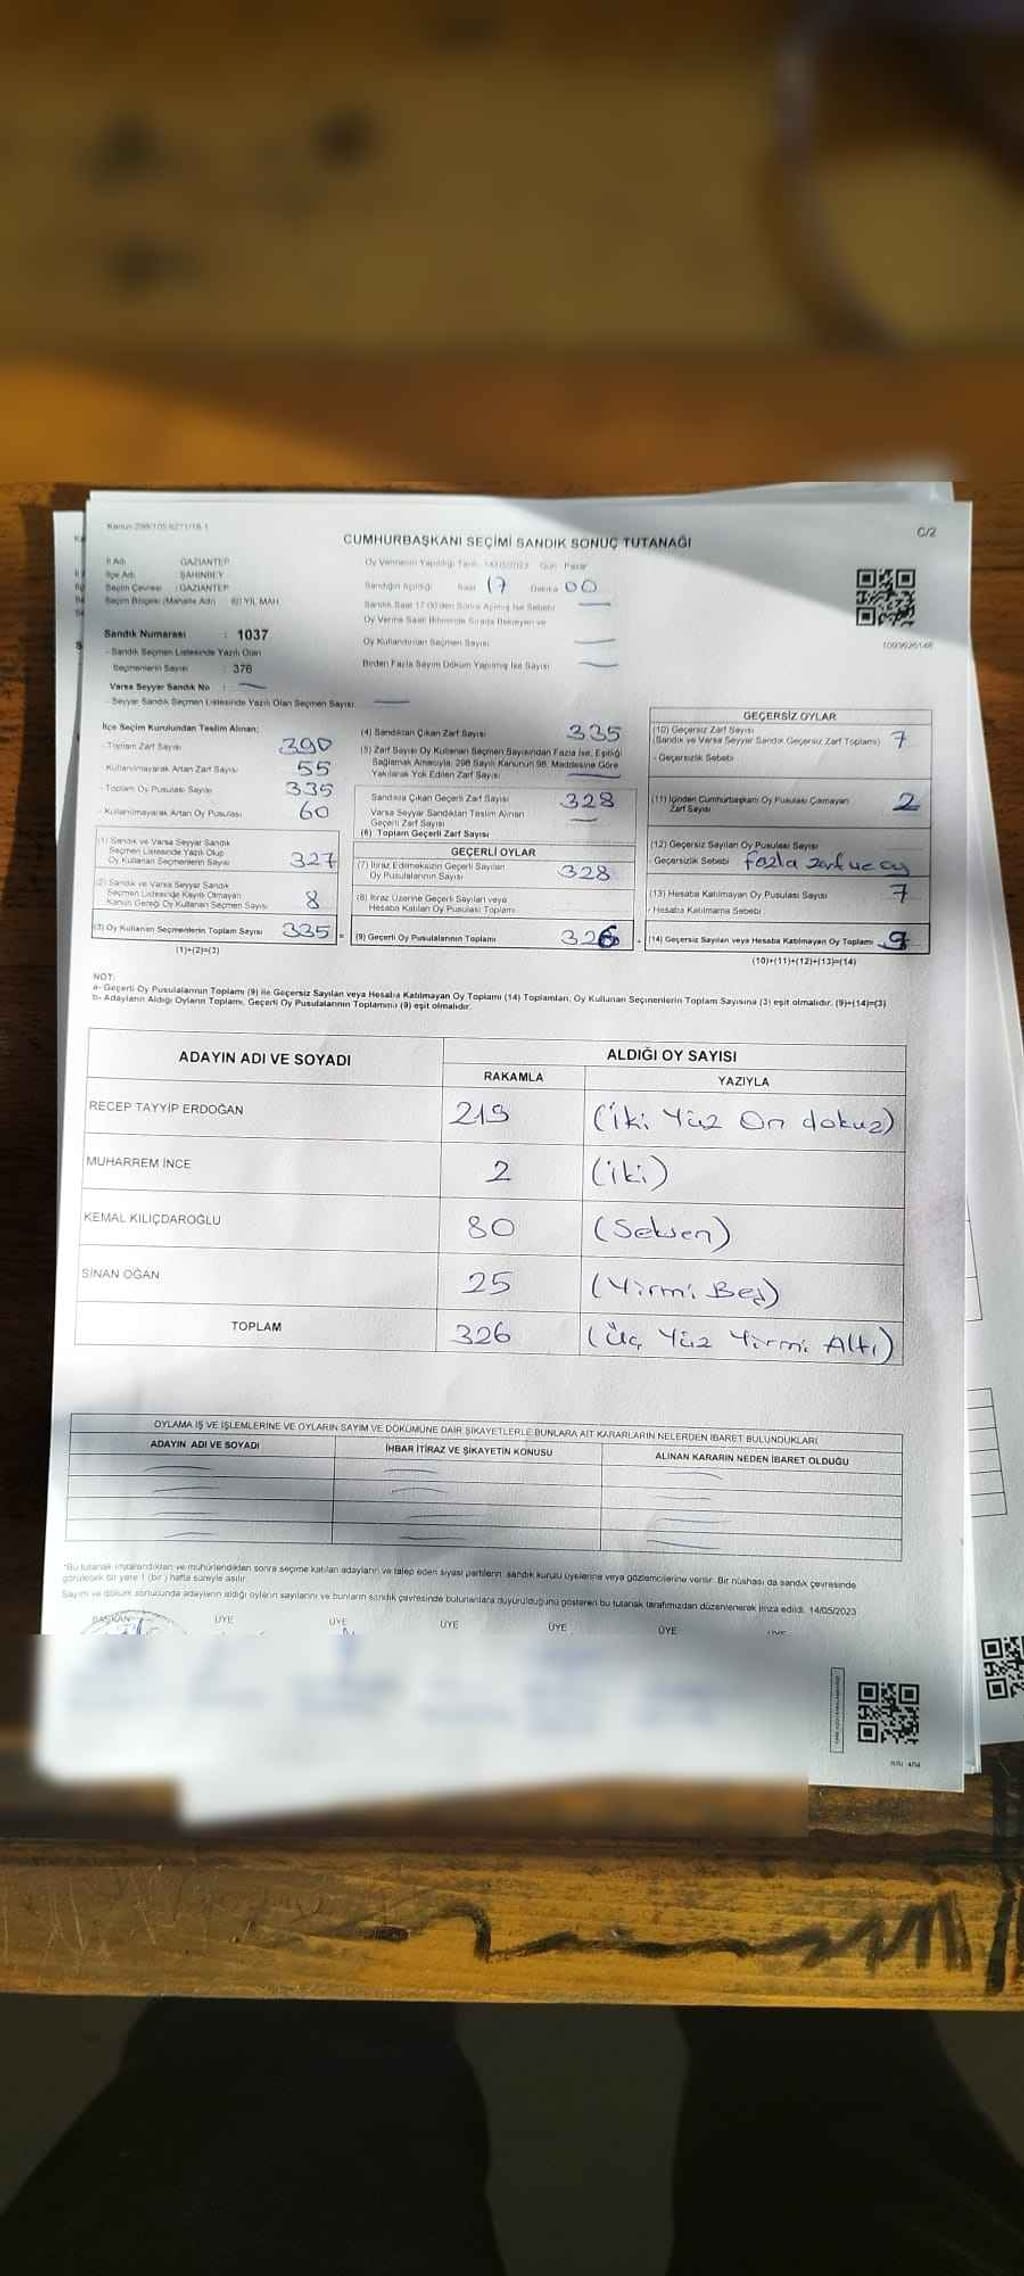 Kanun 298/105 6271/18-1
C/2
CUMHURBAŞKANI SEÇİMİ SANDIK SONUÇ TUTANAĞI
İl Adı : GAZİANTEP
İlçe Adı : ŞAHİNBEY
Seçim Çevresi : GAZİANTEP
Seçim Bölgesi (Mahalle Adı) 60 YIL MAH.
Sandık Numarası : 1037
- Sandık Seçmen Listesinde Yazılı Olan
Seçmenlerin Sayısı : 376
Varsa Seyyar Sandık No :
- Seyyar Sandık Seçmen Listesinde Yazılı Olan Seçmen Sayısı
Oy Vermenin Yapıldığı Tarih 14/05/2023 Gün Pazar
Sandığın Açıldığı Saat 17 Dakika 00
Sandık Saat 17:00'den Sonra Açılmış İse Sebebi
Oy Verme Saati Bitiminde Sırada Bekleyen ve
Oy Kullandırılan Seçmen Sayısı
Birden Fazla Sayım Döküm Yapılmış İse Sayısı
İlçe Seçim Kurulundan Teslim Alınan:
- Toplam Zarf Sayısı 390
- Kullanılmayarak Artan Zarf Sayısı 55
- Toplam Oy Pusulası Sayısı 335
- Kullanılmayarak Artan Oy Pusulası 60
(1) Sandık ve Varsa Seyyar Sandık
Seçmen Listesinde Yazılı Olup
Oy Kullanan Seçmenlerin Sayısı 327
(2) Sandık ve Varsa Seyyar Sandık
Seçmen Listesinde Kayıtlı Olmayan
Kanun Gereği Oy Kullanan Seçmen Sayısı 8
(3) Oy Kullanan Seçmenlerin Toplam Sayısı 335
(1)+(2)=(3)
(4) Sandıktan Çıkan Zarf Sayısı 335
(5) Zarf Sayısı Oy Kullanan Seçmen Sayısından Fazla İse, Eşitliği
Sağlamak Amacıyla, 298 Sayılı Kanunun 98. Maddesine Göre
Yakılarak Yok Edilen Zarf Sayısı
Sandıkta Çıkan Geçerli Zarf Sayısı 328
Varsa Seyyar Sandıktan Teslim Alınan
Geçerli Zarf Sayısı
(6) Toplam Geçerli Zarf Sayısı
GEÇERLİ OYLAR
(7) İtiraz Edilmeksizin Geçerli Sayılan
Oy Pusulalarının Sayısı 328
(8) İtiraz Üzerine Geçerli Sayılan veya
Hesaba Katılan Oy Pusulası Toplamı
(9) Geçerli Oy Pusulalarının Toplamı 326
GEÇERSİZ OYLAR
(10) Geçersiz Zarf Sayısı
(Sandık ve Varsa Seyyar Sandık Geçersiz Zarf Toplamı) 7
- Geçersizlik Sebebi
(11) İçinden Cumhurbaşkanı Oy Pusulası Çıkmayan
Zarf Sayısı 2
(12) Geçersiz Sayılan Oy Pusulası Sayısı
- Geçersizlik Sebebi fazla zarf ve oy
(13) Hesaba Katılmayan Oy Pusulası Sayısı 7
- Hesaba Katılmama Sebebi
(14) Geçersiz Sayılan veya Hesaba Katılmayan Oy Toplamı 9
(10)+(11)+(12)+(13)=(14)
NOT:
a- Geçerli Oy Pusulalarının Toplamı (9) ile Geçersiz Sayılan veya Hesaba Katılmayan Oy Toplamı (14) Toplamları, Oy Kullanan Seçmenlerin Toplam Sayısına (3) eşit olmalıdır. (9)+(14)=(3)
b- Adayların Aldığı Oyların Toplamı, Geçerli Oy Pusulalarının Toplamına (9) eşit olmalıdır.
ADAYIN ADI VE SOYADI
ALDIĞI OY SAYISI
RAKAMLA YAZIYLA
RECEP TAYYİP ERDOĞAN 219 (İki Yüz On dokuz)
MUHARREM İNCE 2 (iki)
KEMAL KILIÇDAROĞLU 80 (Seksen)
SİNAN OĞAN 25 (Yirmi Beş)
TOPLAM 326 (Üç Yüz Yirmi Altı)
OYLAMA İŞ VE İŞLEMLERİNE VE OYLARIN SAYIM VE DÖKÜMÜNE DAİR ŞİKAYETLERLE BUNLARA AİT KARARLARIN NELERDEN İBARET BULUNDUKLARI
ADAYIN ADI VE SOYADI İHBAR İTİRAZ VE ŞİKAYETİN KONUSU ALINAN KARARIN NEDEN İBARET OLDUĞU
*Bu tutanak imzalandıktan ve mühürlendikten sonra seçime katılan adayların ve talep eden siyasi partilerin sandık kurulu üyelerine veya gözlemcilerine verilir. Bir nüshası da sandık çevresinde
görülecek bir yere 1 (bir) hafta süreyle asılır.
Sayım ve döküm sonucunda adayların aldığı oyların sayılarını ve bunların sandık çevresinde bulunanlara duyurulduğunu gösteren bu tutanak tarafımızdan düzenlenerek imza edildi. 14/05/2023
BAŞKAN ÜYE ÜYE ÜYE ÜYE ÜYE